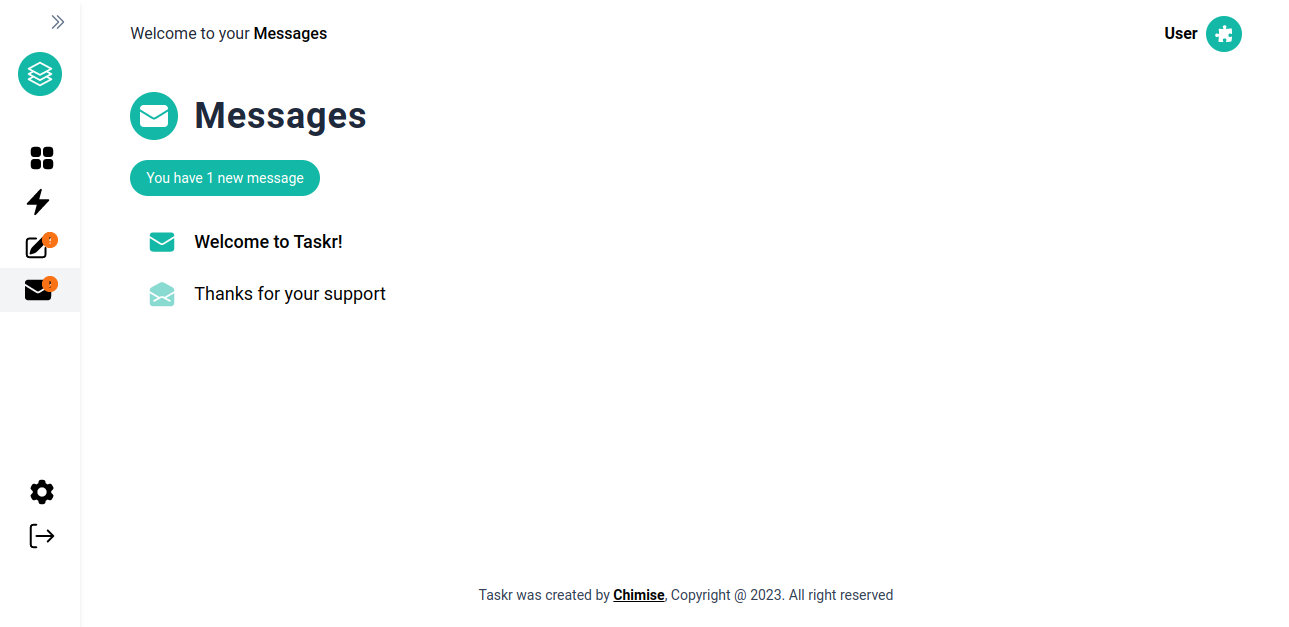 Welcome to your Messages
User
Messages
You have 1 new message
Welcome to Taskr!
Thanks for your support
Taskr was created by Chimise, Copyright @ 2023. All right reserved